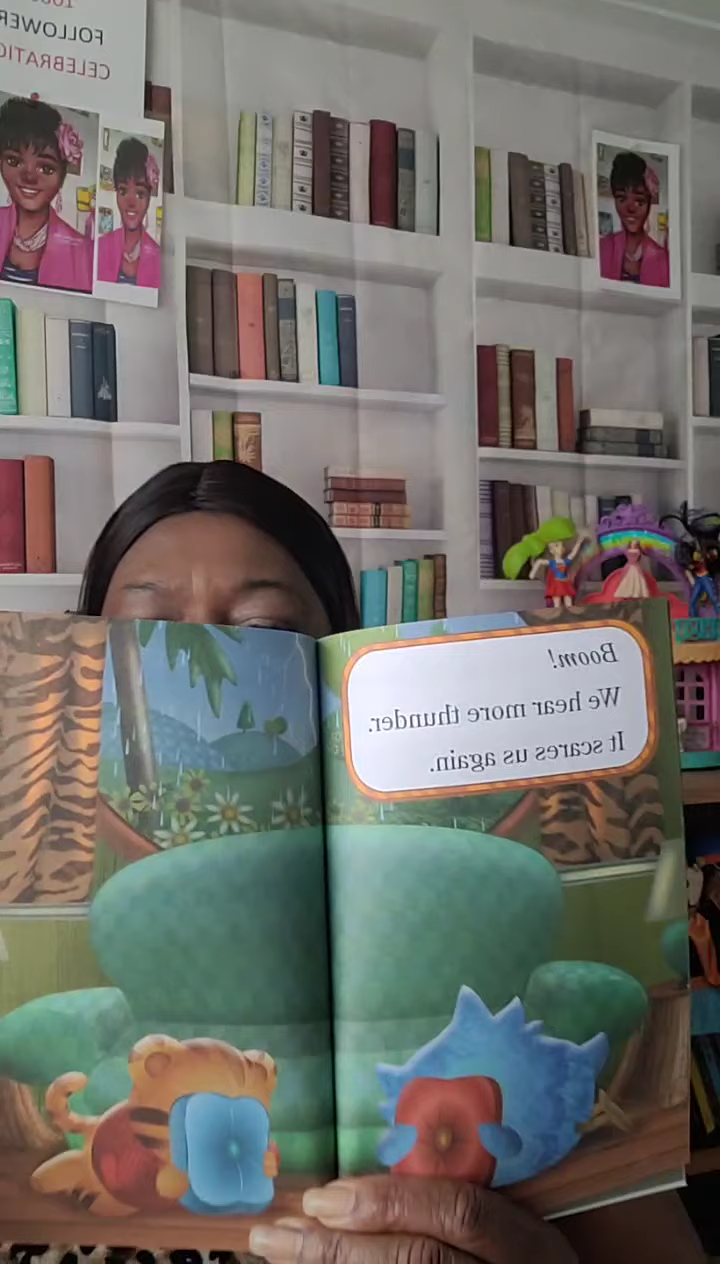 FOLLOWER
CELEBRATIO
Boom!
We hear more thunder.
It scares us again.